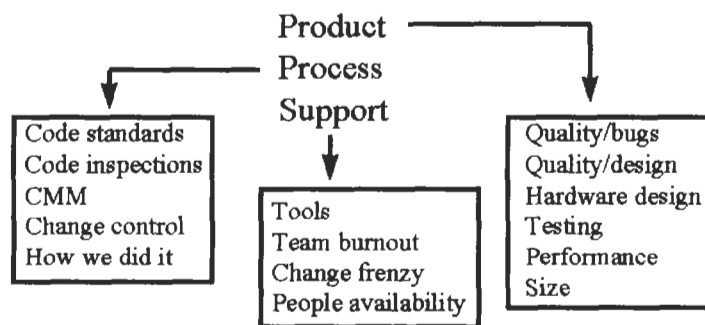 Product
Process
Support
Code standards
Code inspections
CMM
Change control
How we did it
Tools
Team burnout
Change frenzy
People availability
Quality/bugs
Quality/design
Hardware design
Testing
Performance
Size